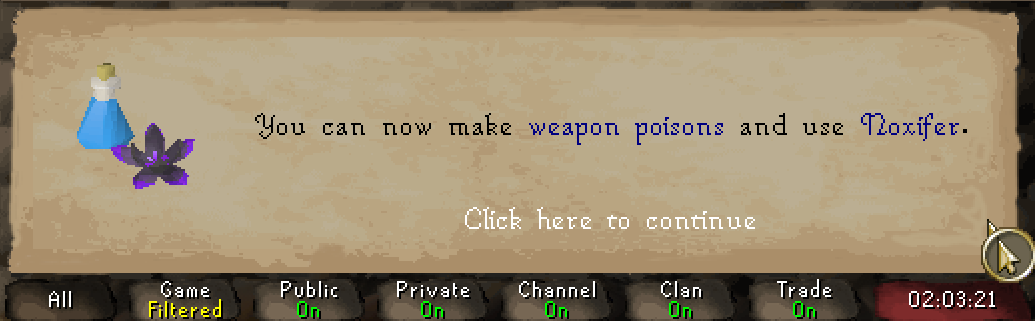 You can now make weapon poisons and use Noxifer.
Click here to continue
All
Game
Filtered
Public
On
Private
On
Channel
On
Clan
On
Trade
On
02:03:21